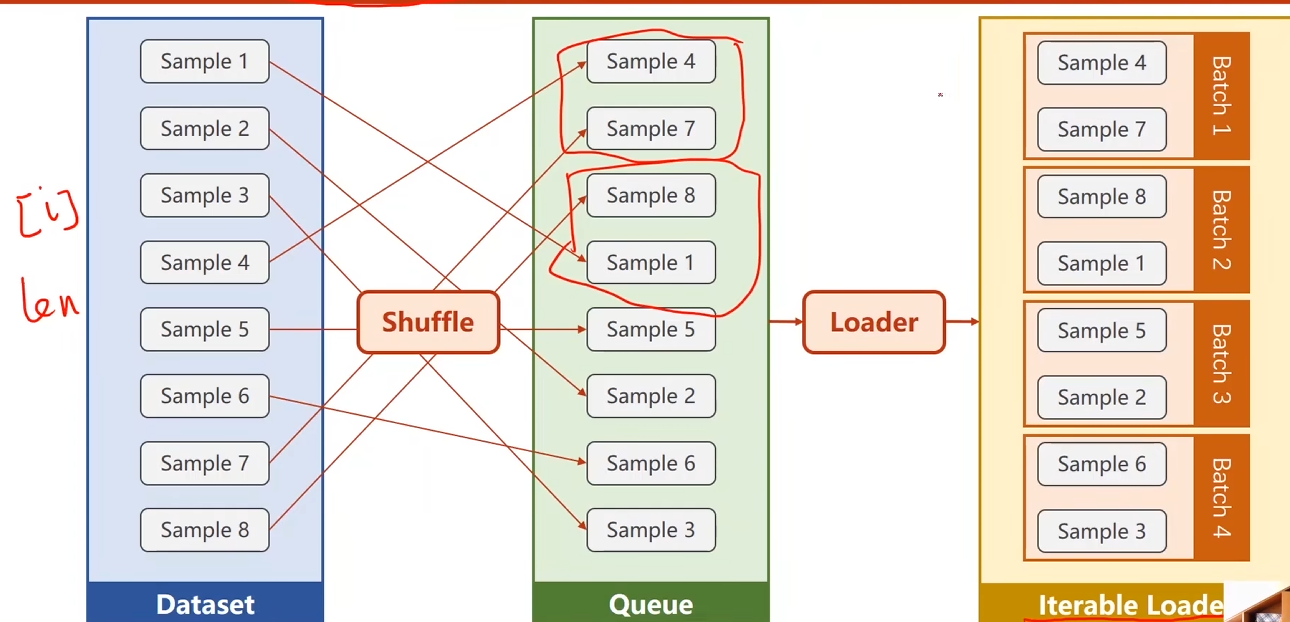 [i]
len
Sample 1
Sample 2
Sample 3
Sample 4
Sample 5
Sample 6
Sample 7
Sample 8
Dataset
Shuffle
Sample 4
Sample 7
Sample 8
Sample 1
Sample 5
Sample 2
Sample 6
Sample 3
Queue
Loader
Sample 4
Sample 7
Batch 1
Sample 8
Sample 1
Batch 2
Sample 5
Sample 2
Batch 3
Sample 6
Sample 3
Batch 4
Iterable Loade